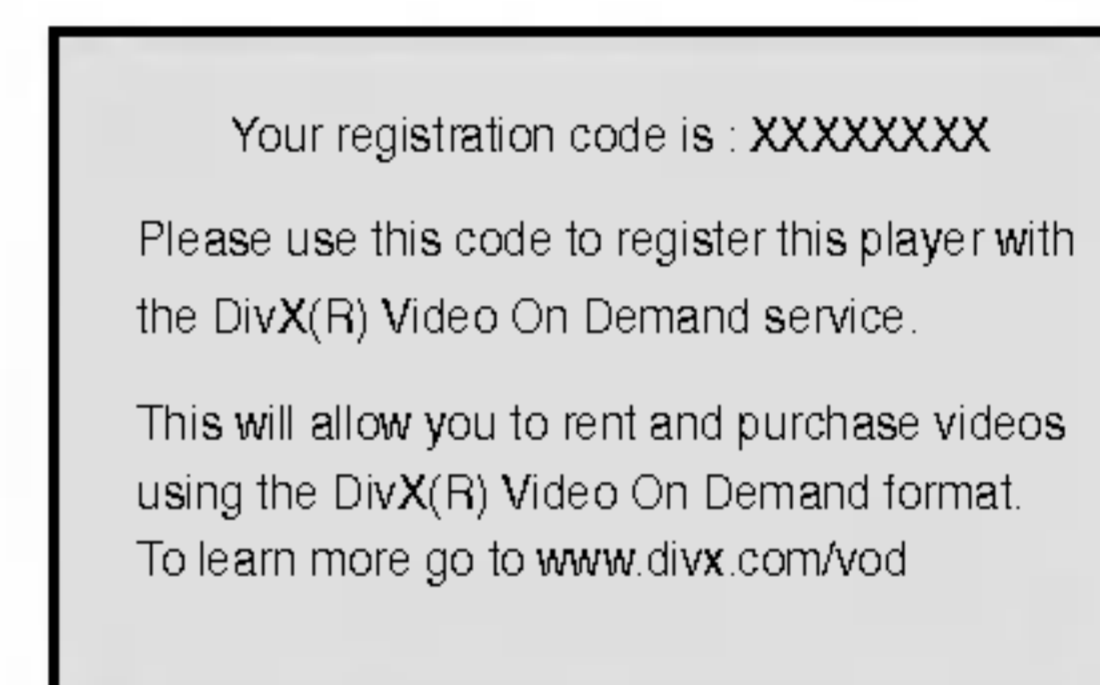 Your registration code is : XXXXXXXX
Please use this code to register this player with
the DivX(R) Video On Demand service.
This will allow you to rent and purchase videos
using the DivX(R) Video On Demand format.
To learn more go to www.divx.com/vod